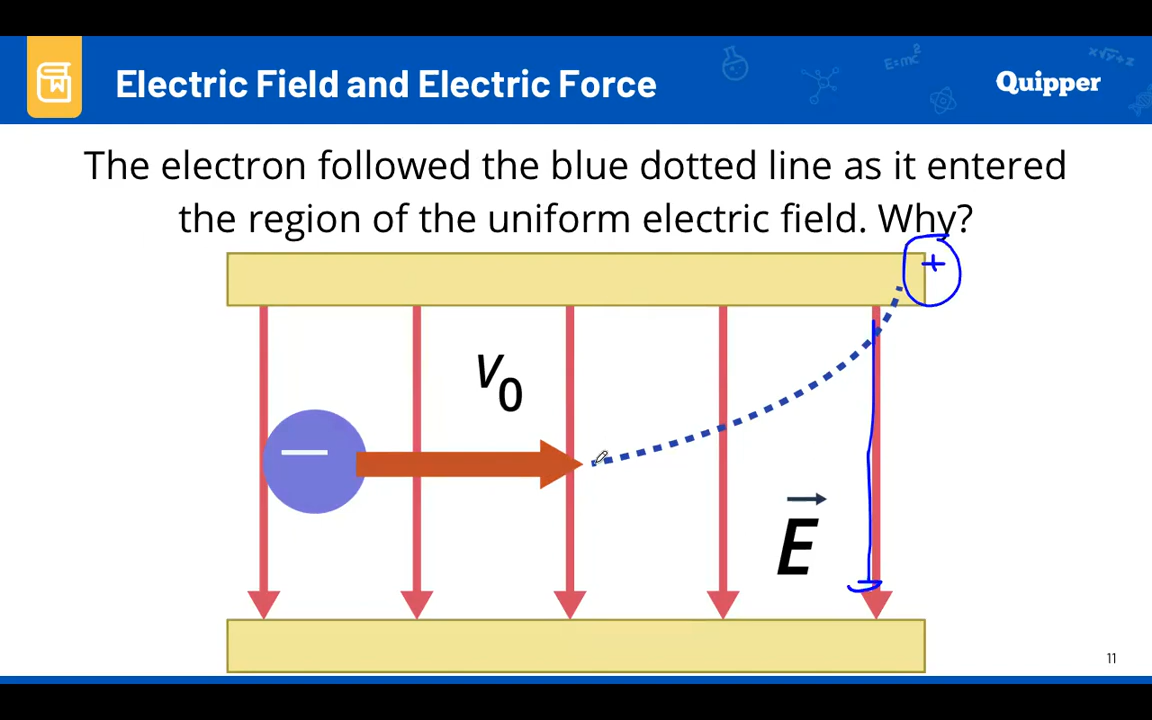 Electric Field and Electric Force
E=mc²
Quipper
The electron followed the blue dotted line as it entered
the region of the uniform electric field. Why?
+
V₀
—
E
11